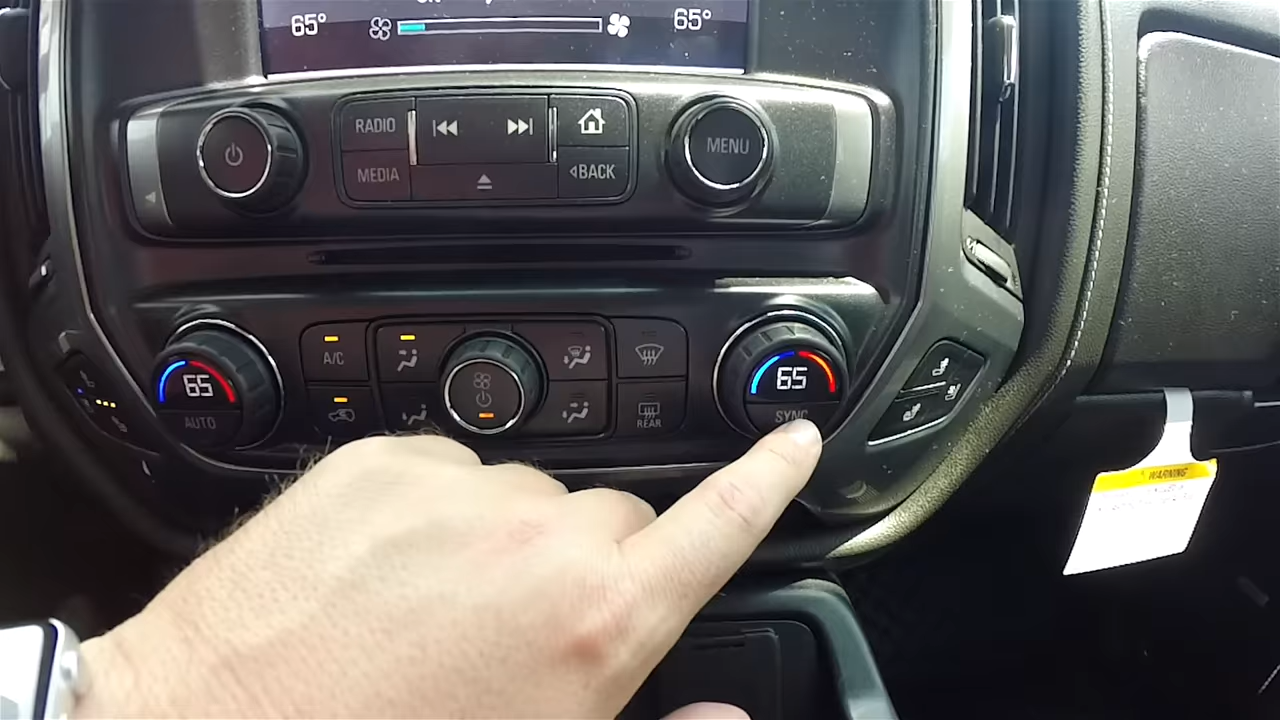 65° 65°
RADIO
MEDIA
BACK
MENU
65
AUTO
A/C
REAR
65
SYNC
WARNING